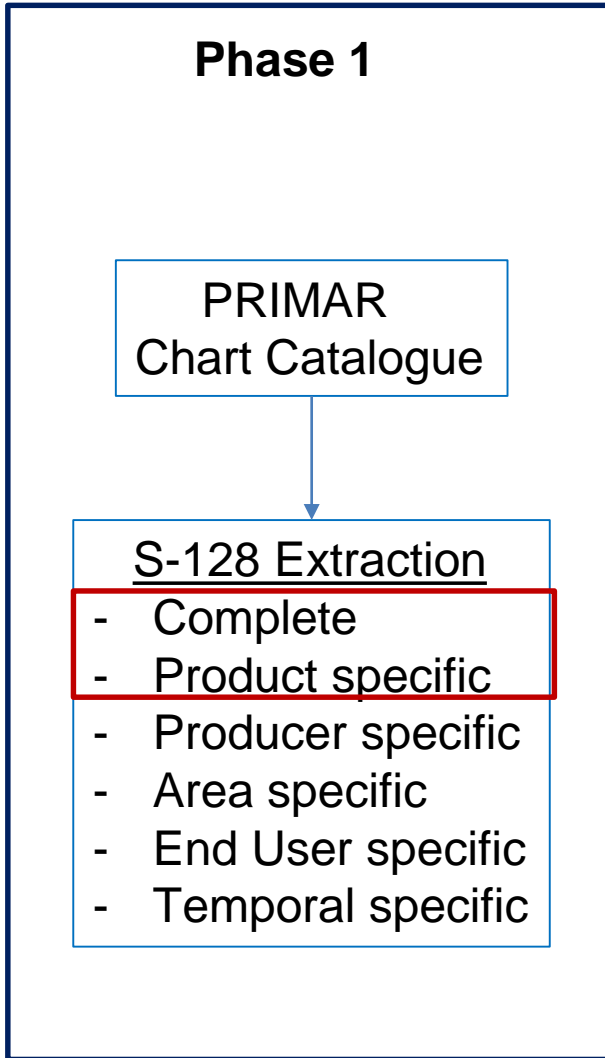 Phase 1
PRIMAR
Chart Catalogue
S-128 Extraction
- Complete
- Product specific
- Producer specific
- Area specific
- End User specific
- Temporal specific